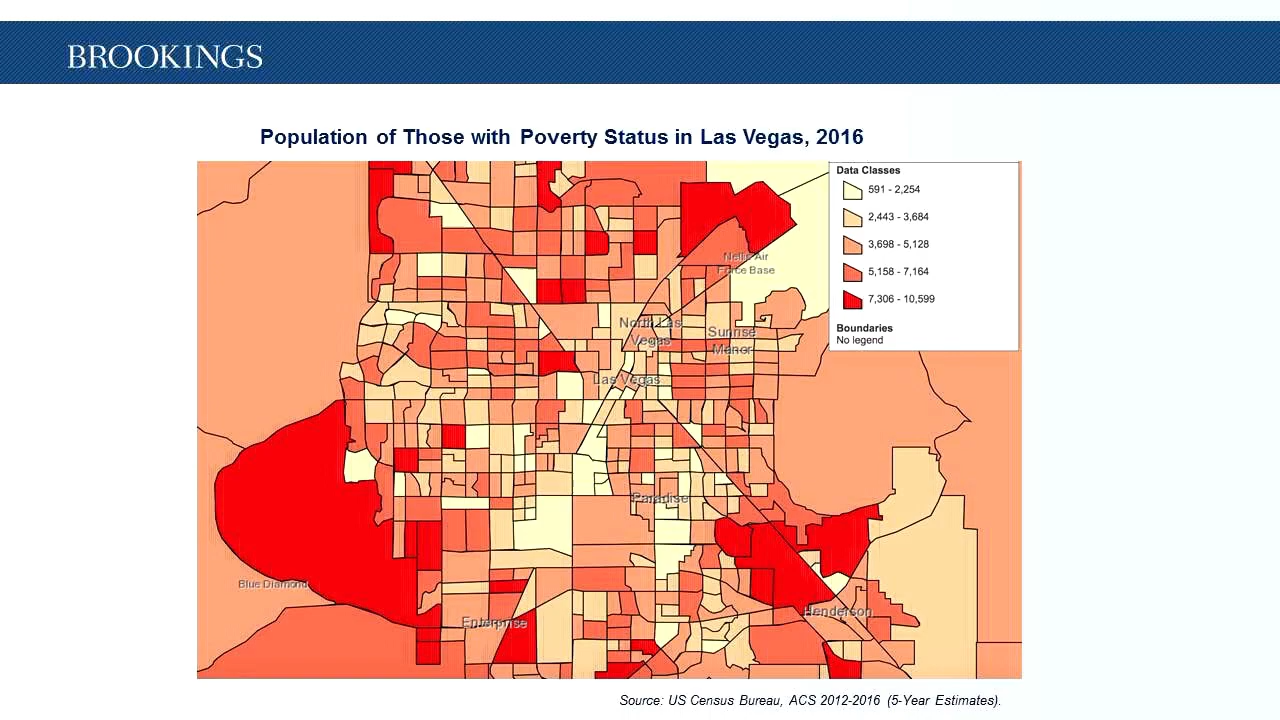 BROOKINGS
Population of Those with Poverty Status in Las Vegas, 2016
Data Classes
591 - 2,254
2,443 - 3,684
3,698 - 5,128
5,158 - 7,164
7,306 - 10,599
Boundaries
No legend
Nellis Air
Force Base
North Las
Vegas
Sunrise
Manor
Las Vegas
Paradise
Blue Diamond
Henderson
Enterprise
Source: US Census Bureau, ACS 2012-2016 (5-Year Estimates).